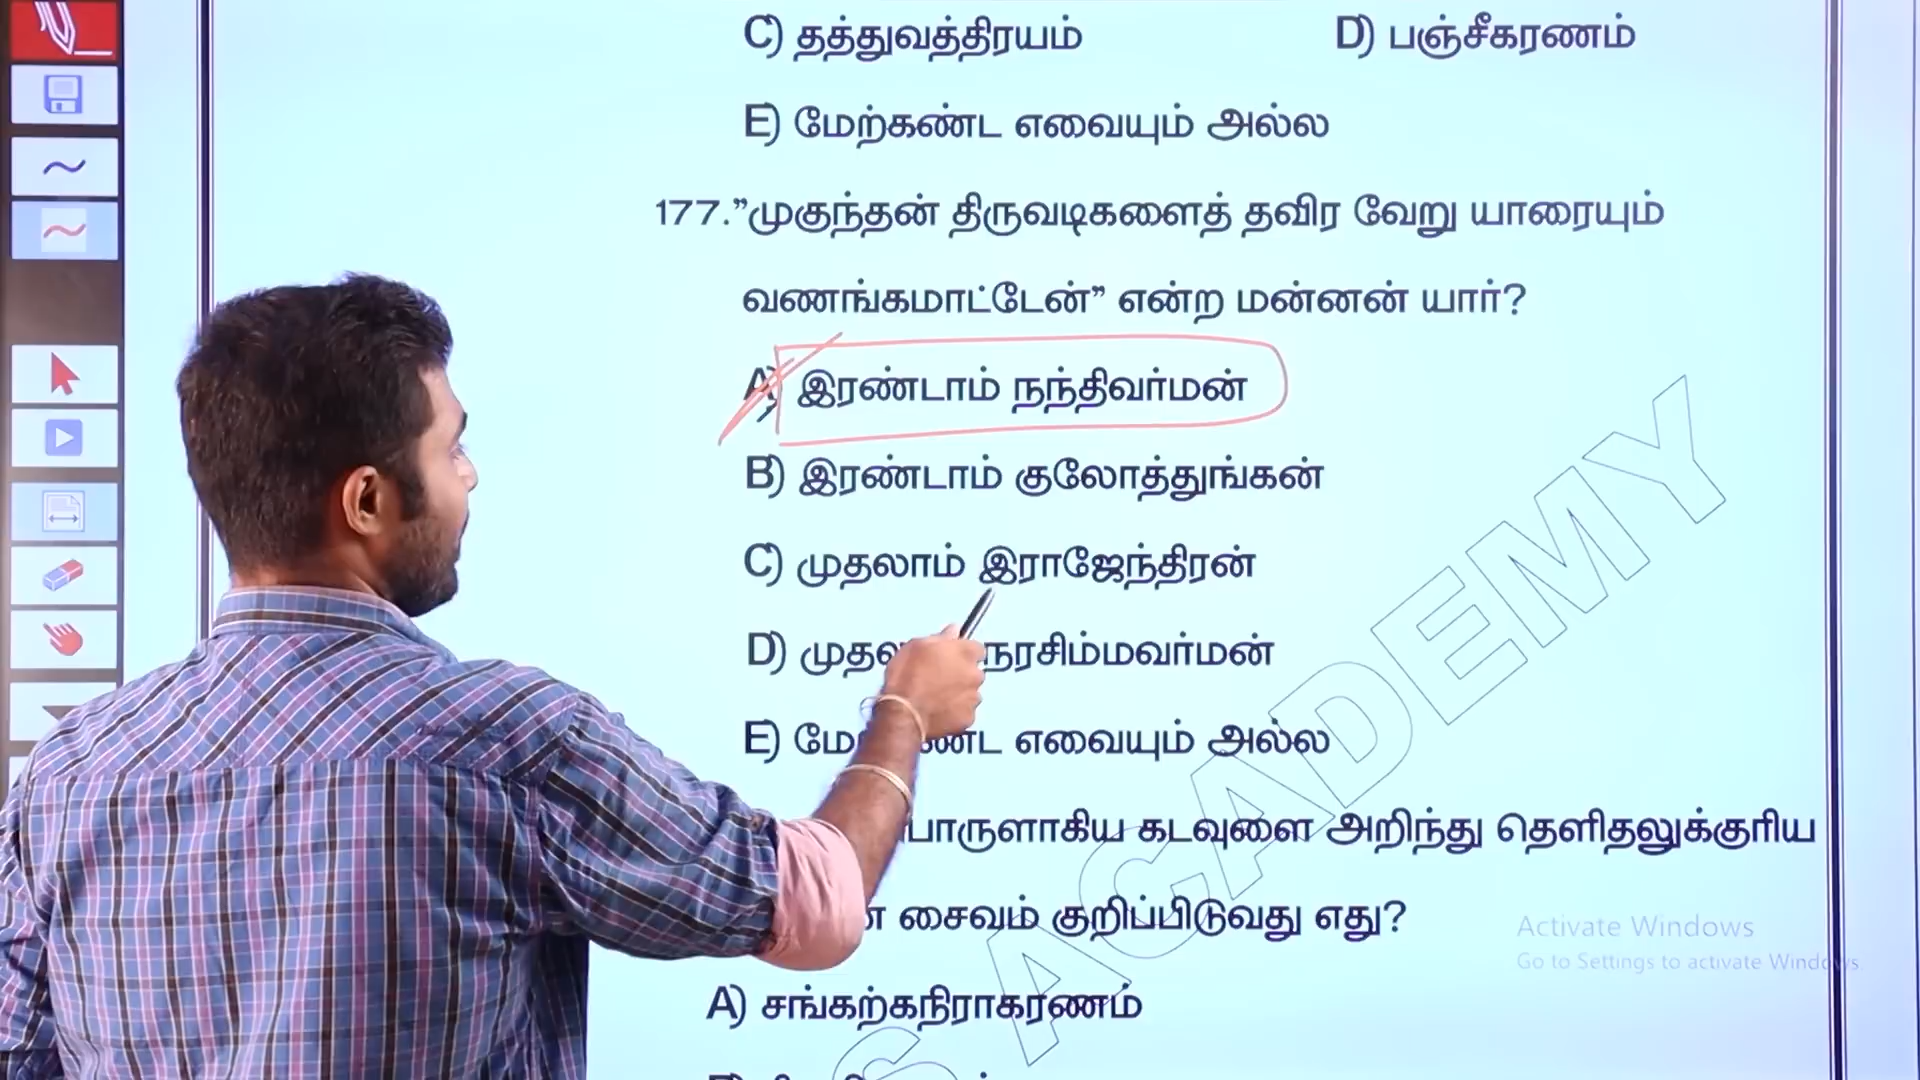 C) தத்துவத்திரயம் D) பஞ்சீகரணம்
E) மேற்கண்ட எவையும் அல்ல
177.”முகுந்தன் திருவடிகளைத் தவிர வேறு யாரையும்
வணங்கமாட்டேன்” என்ற மன்னன் யார்?
A) இரண்டாம் நந்திவர்மன்
B) இரண்டாம் குலோத்துங்கன்
C) முதலாம் இராஜேந்திரன்
D) நரசிம்மவர்மன்
E) எவையும் அல்ல
கடவுளை அறிந்து தெளிதலுக்குரிய
சைவம் குறிப்பிடுவது எது?
A) சங்கற்கநிராகரணம்
ACADEMY
Activate Windows
Go to Settings to activate Windows